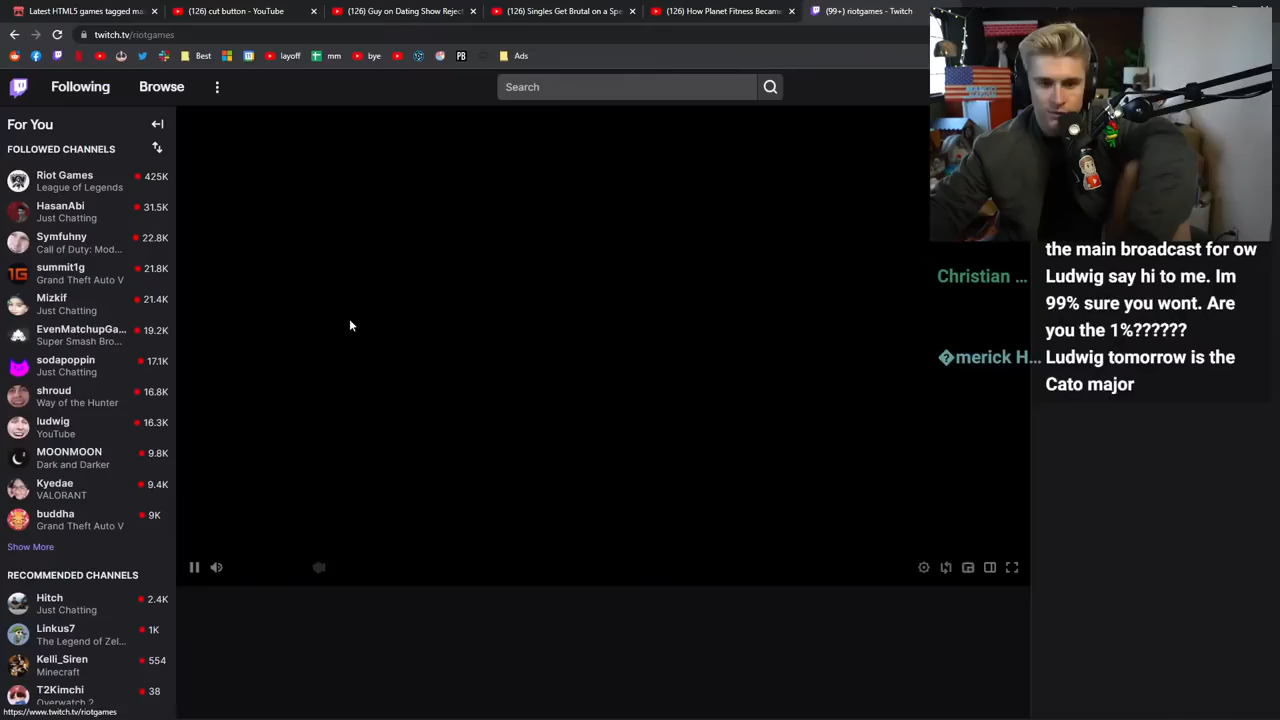 Latest HTML5 games tagged ma
(126) cut button - YouTube
(126) Guy on Dating Show Reject
(126) Singles Get Brutal on a Spe
(126) How Planet Fitness Became
(99+) riotgames - Twitch
twitch.tv/riotgames
Best
layoff
mm
bye
PB
Ads
Following
Browse
Search
For You
FOLLOWED CHANNELS
Riot Games 425K
League of Legends
HasanAbi 31.5K
Just Chatting
Symfuhny 22.8K
Call of Duty: Mod...
summit1g 21.8K
Grand Theft Auto V
Mizkif 21.4K
Just Chatting
EvenMatchupGa... 19.2K
Super Smash Bro...
sodapoppin 17.1K
Just Chatting
shroud 16.8K
Way of the Hunter
ludwig 16.3K
YouTube
MOONMOON 9.8K
Dark and Darker
Kyedae 9.4K
VALORANT
buddha 9K
Grand Theft Auto V
Show More
RECOMMENDED CHANNELS
Hitch 2.4K
Just Chatting
Linkus7 1K
The Legend of Zel...
Kelli_Siren 554
Minecraft
T2Kimchi 38
Overwatch 2
https://www.twitch.tv/riotgames
the main broadcast for ow
Christian ... Ludwig say hi to me. Im
99% sure you wont. Are
you the 1%??????
�merick H... Ludwig tomorrow is the
Cato major